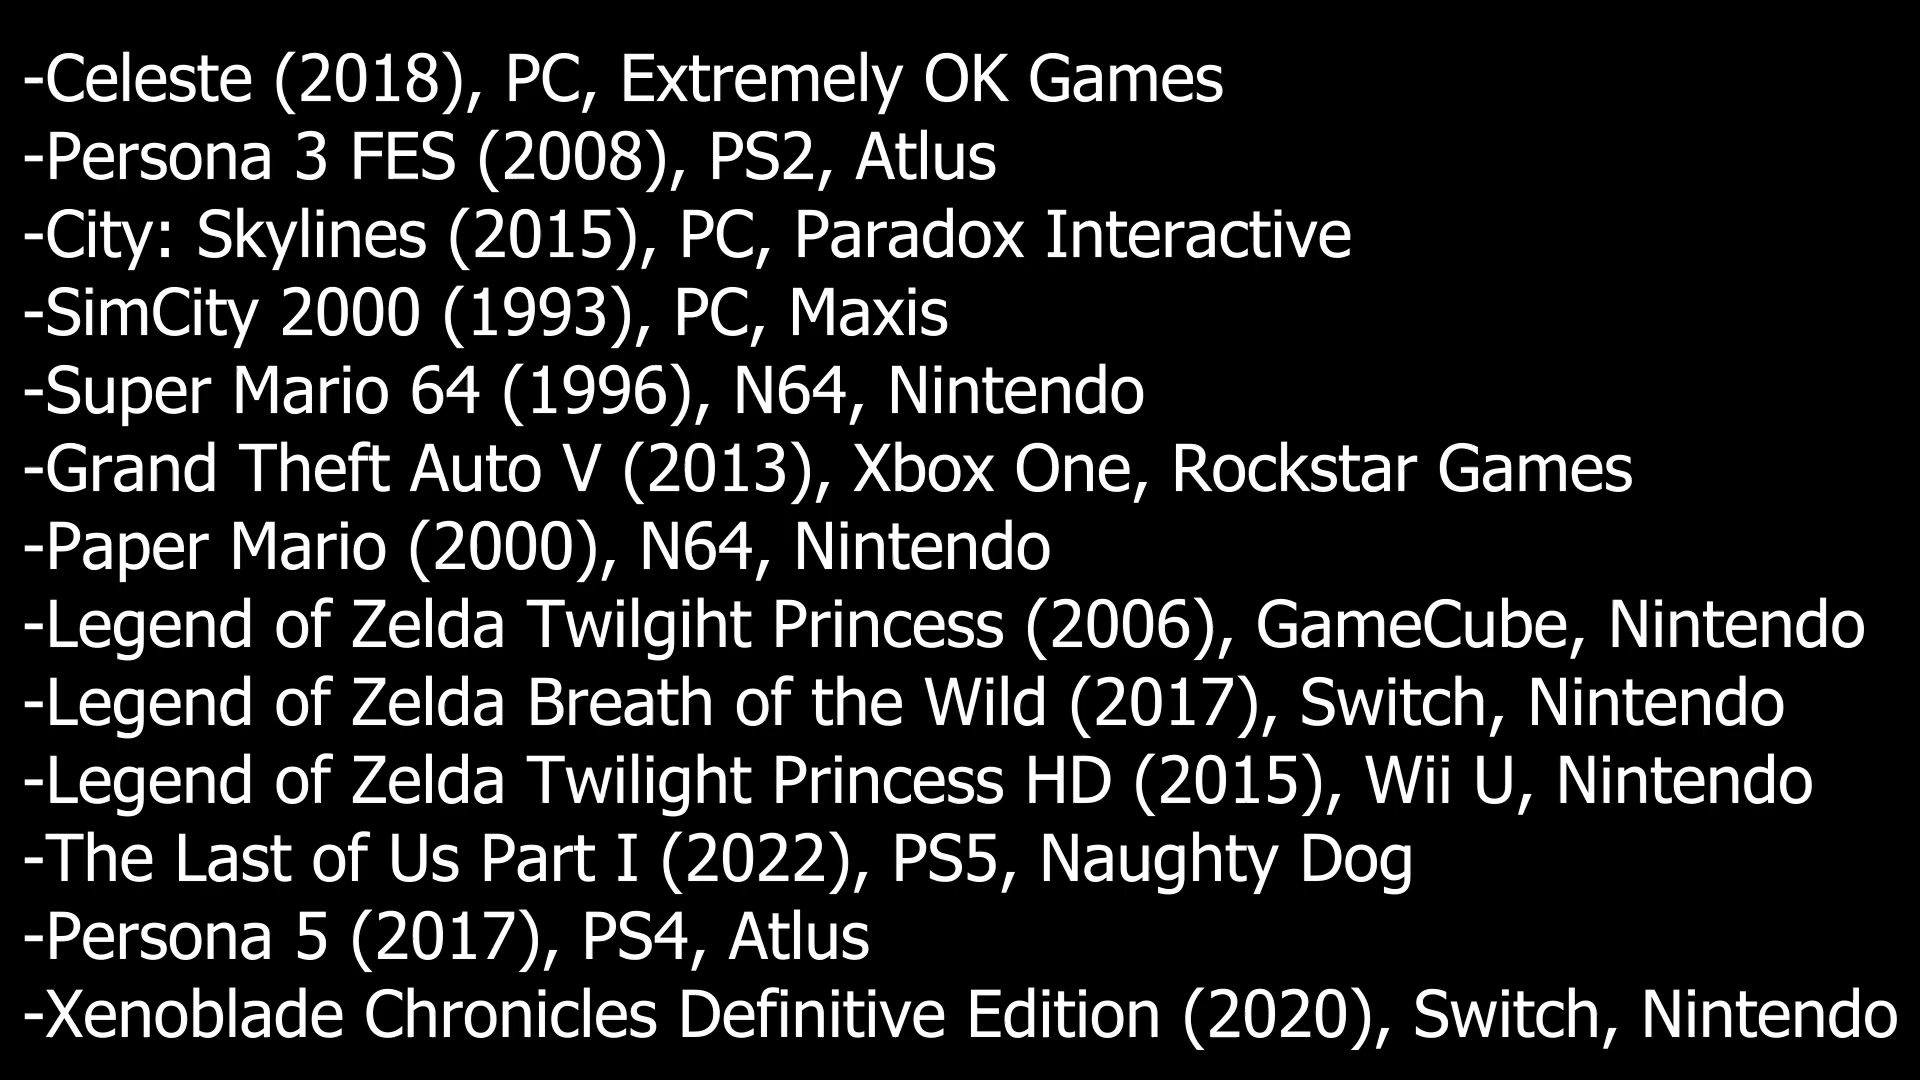 -Celeste (2018), PC, Extremely OK Games
-Persona 3 FES (2008), PS2, Atlus
-City: Skylines (2015), PC, Paradox Interactive
-SimCity 2000 (1993), PC, Maxis
-Super Mario 64 (1996), N64, Nintendo
-Grand Theft Auto V (2013), Xbox One, Rockstar Games
-Paper Mario (2000), N64, Nintendo
-Legend of Zelda Twilgiht Princess (2006), GameCube, Nintendo
-Legend of Zelda Breath of the Wild (2017), Switch, Nintendo
-Legend of Zelda Twilight Princess HD (2015), Wii U, Nintendo
-The Last of Us Part I (2022), PS5, Naughty Dog
-Persona 5 (2017), PS4, Atlus
-Xenoblade Chronicles Definitive Edition (2020), Switch, Nintendo